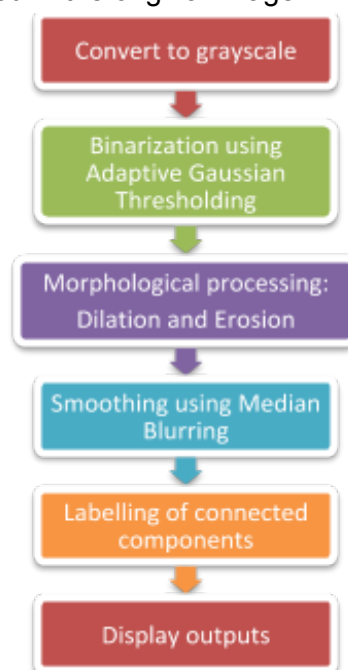 Convert to grayscale
Binarization using
Adaptive Gaussian
Thresholding
Morphological processing:
Dilation and Erosion
Smoothing using Median
Blurring
Labelling of connected
components
Display outputs